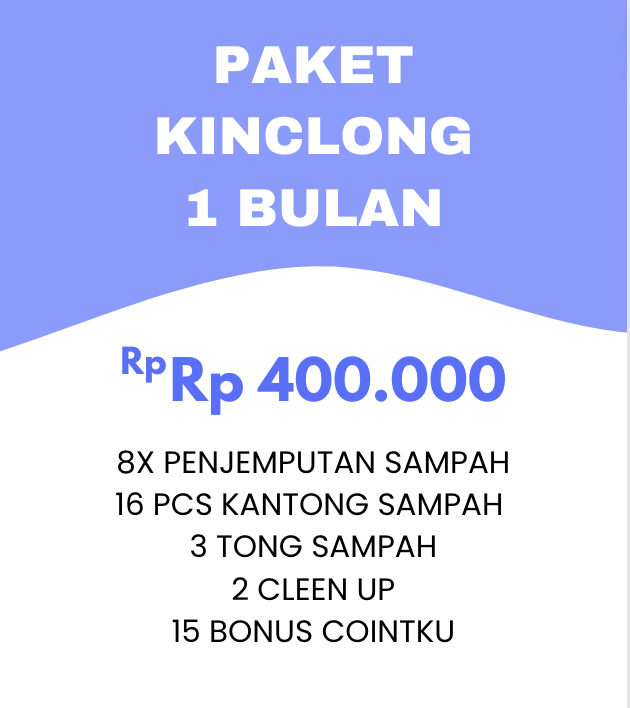 PAKET
KINCLONG
1 BULAN
RpRp 400.000
8X PENJEMPUTAN SAMPAH
16 PCS KANTONG SAMPAH
3 TONG SAMPAH
2 CLEEN UP
15 BONUS COINTKU